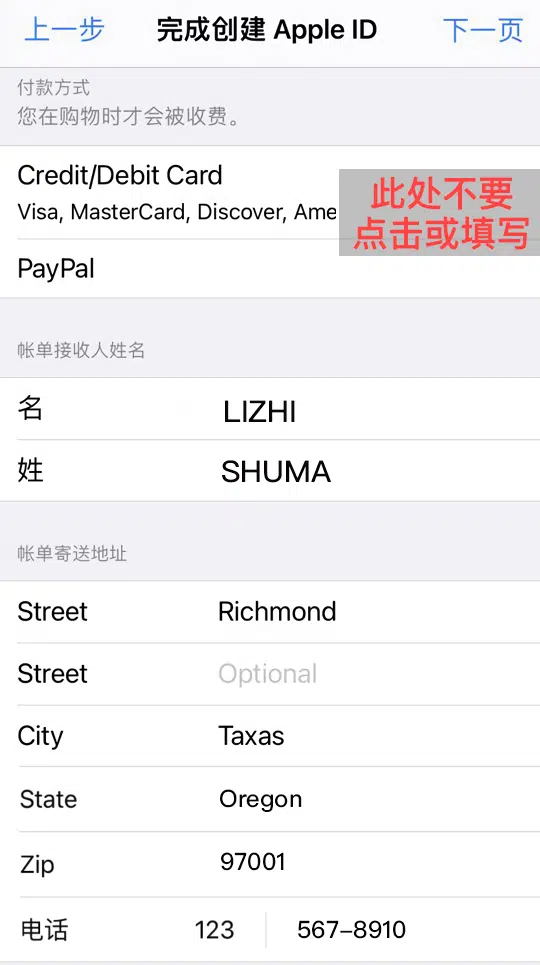 上一步 完成创建 Apple ID 下一页
付款方式
您在购物时才会被收费。
Credit/Debit Card
Visa, MasterCard, Discover, Ame
此处不要
点击或填写
PayPal
帐单接收人姓名
名 LIZHI
姓 SHUMA
帐单寄送地址
Street Richmond
Street Optional
City Taxas
State Oregon
Zip 97001
电话 123 567–8910